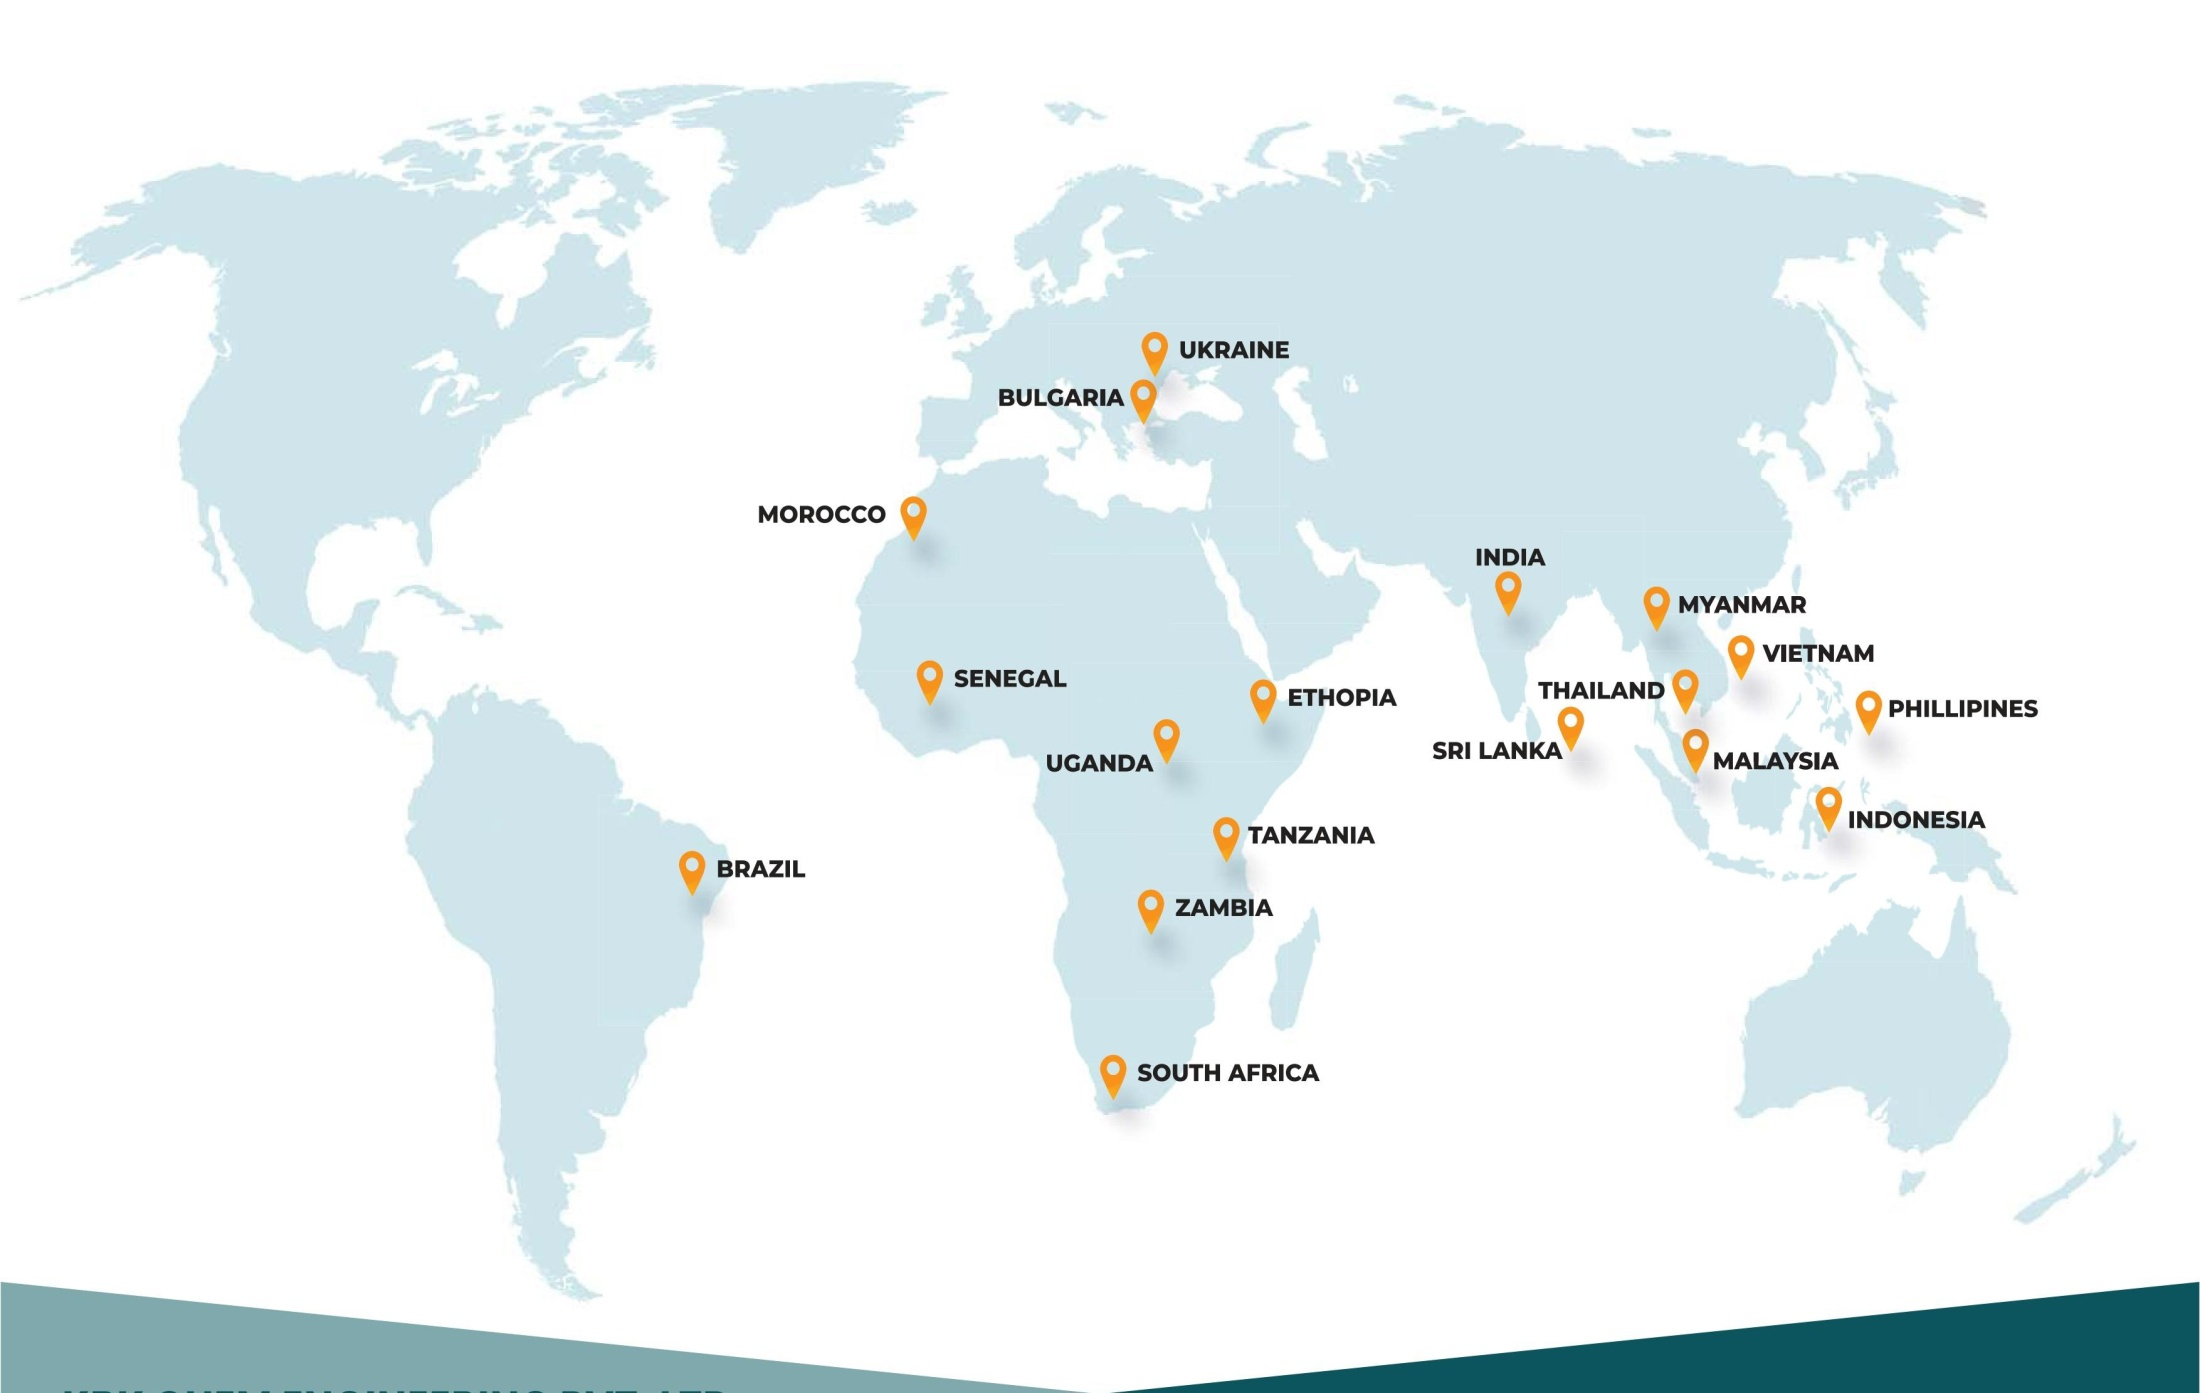 UKRAINE
BULGARIA
MOROCCO
INDIA
MYANMAR
VIETNAM
SENEGAL
THAILAND
ETHOPIA
PHILLIPINES
SRI LANKA
UGANDA
MALAYSIA
INDONESIA
TANZANIA
BRAZIL
ZAMBIA
SOUTH AFRICA